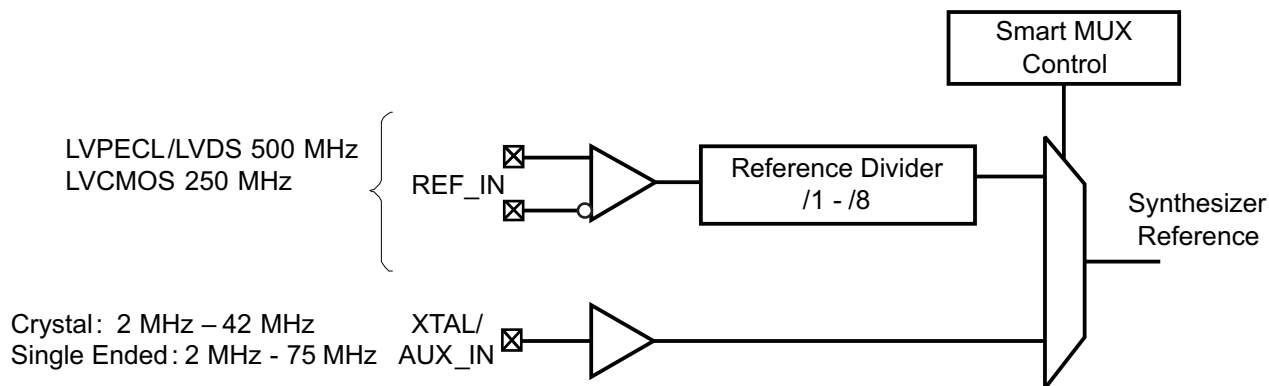 Smart MUX
Control
LVPECL/LVDS 500 MHz
LVCMOS 250 MHz
REF_IN
Reference Divider
/1 - /8
Synthesizer
Reference
Crystal: 2 MHz – 42 MHz
Single Ended: 2 MHz - 75 MHz
XTAL/
AUX_IN